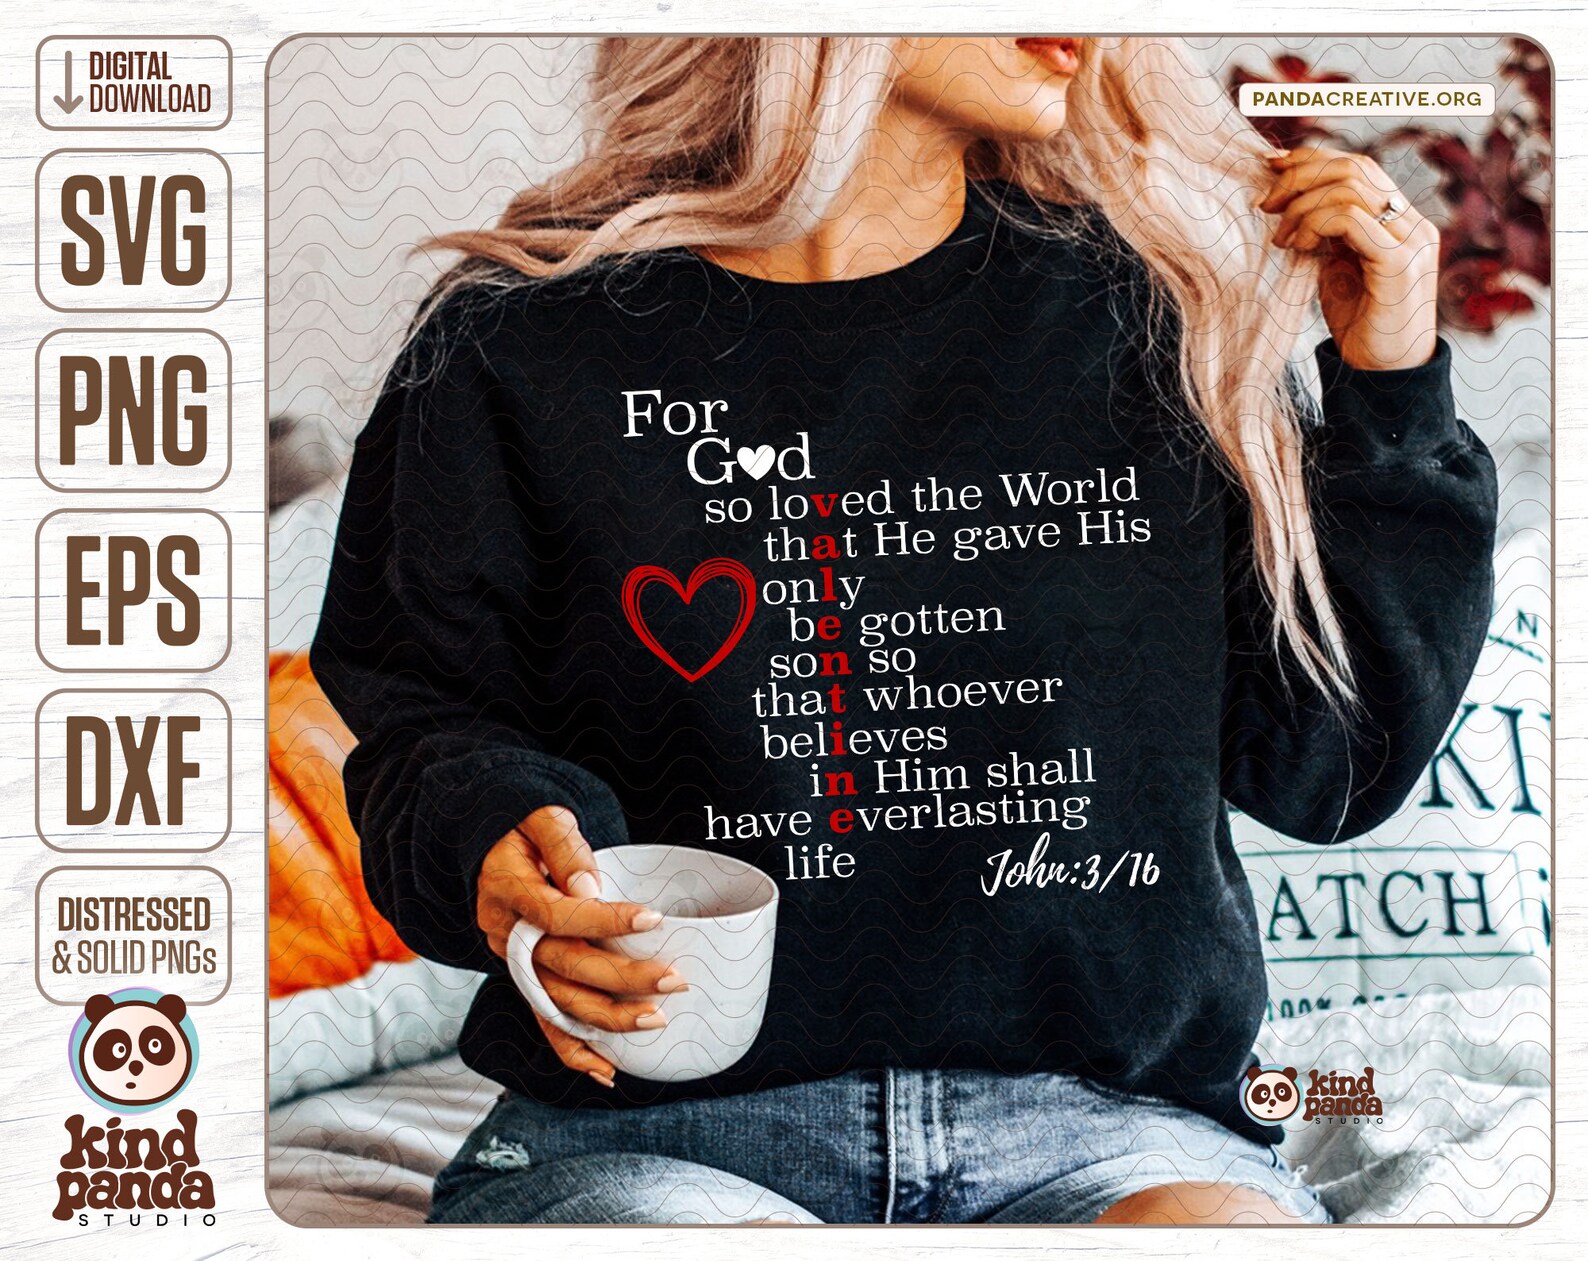 DIGITAL
DOWNLOAD
SVG
PNG
EPS
DXF
DISTRESSED
& SOLID PNGs
kind
panda
STUDIO
PANDACREATIVE.ORG
For
God
so loved the World
that He gave His
only
be gotten
son so
that whoever
believes
in Him shall
have everlasting
life
John:3/16
N
KI
ATCH
100%
kind
panda
STUDIO